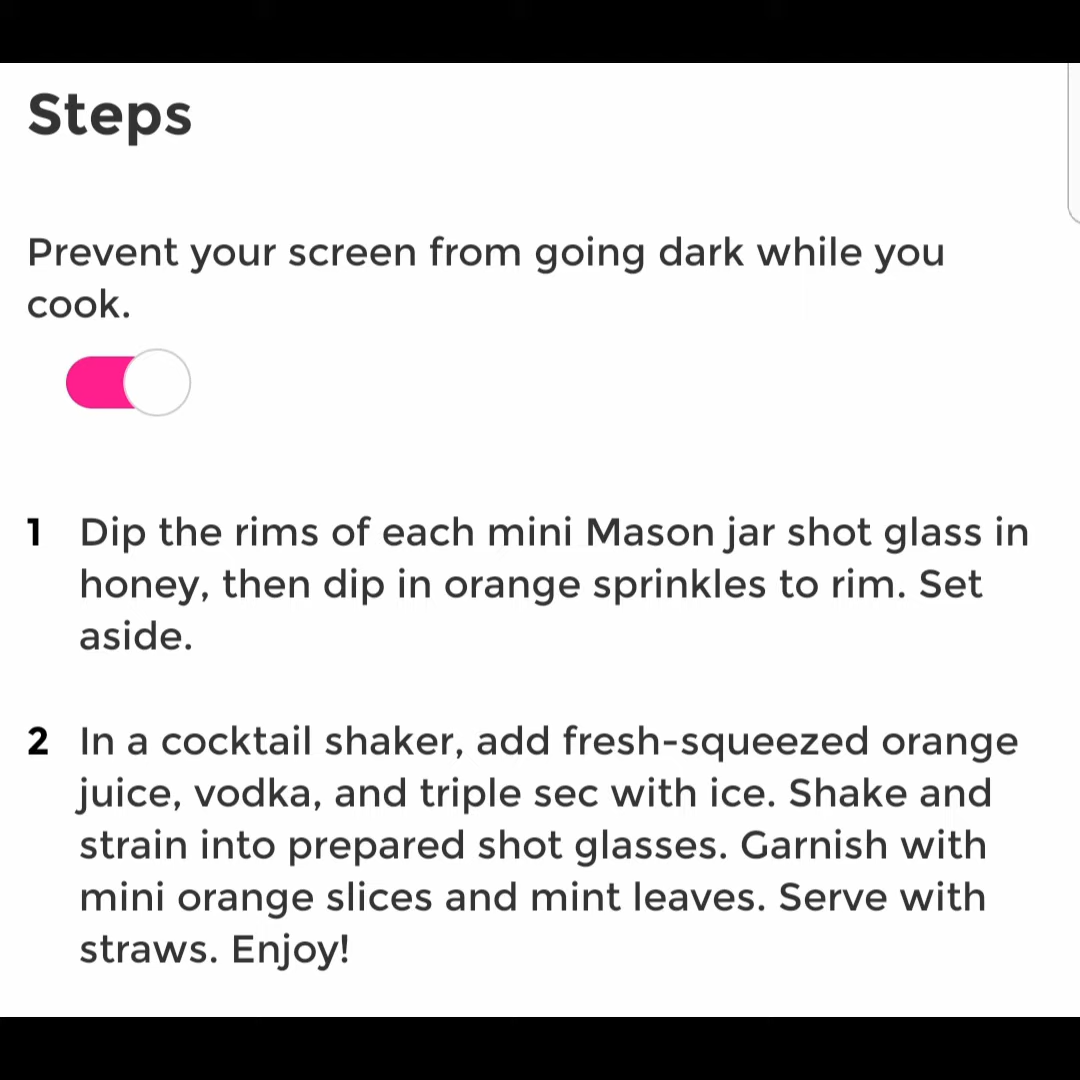 Steps
Prevent your screen from going dark while you
cook.
1 Dip the rims of each mini Mason jar shot glass in
honey, then dip in orange sprinkles to rim. Set
aside.
2 In a cocktail shaker, add fresh-squeezed orange
juice, vodka, and triple sec with ice. Shake and
strain into prepared shot glasses. Garnish with
mini orange slices and mint leaves. Serve with
straws. Enjoy!